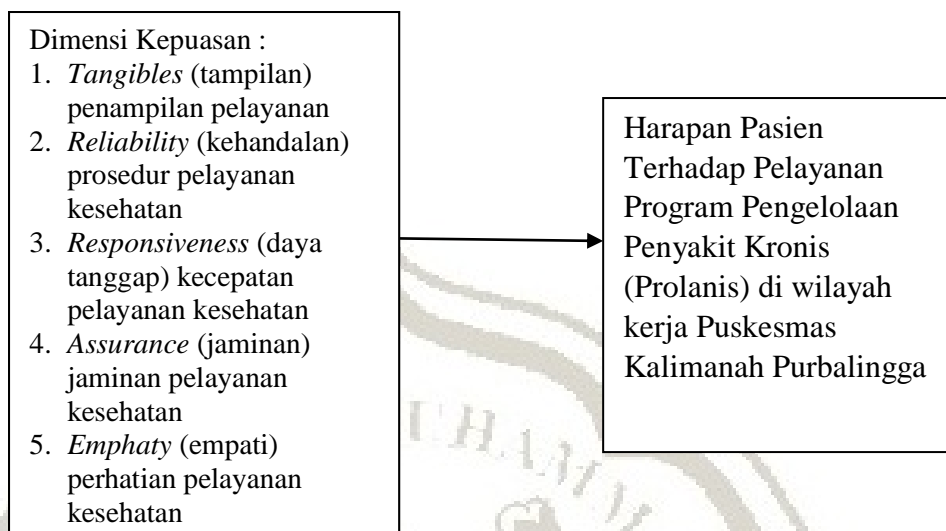 Dimensi Kepuasan :
1. Tangibles (tampilan)
penampilan pelayanan
2. Reliability (kehandalan)
prosedur pelayanan
kesehatan
3. Responsiveness (daya
tanggap) kecepatan
pelayanan kesehatan
4. Assurance (jaminan)
jaminan pelayanan
kesehatan
5. Emphaty (empati)
perhatian pelayanan
kesehatan
Harapan Pasien
Terhadap Pelayanan
Program Pengelolaan
Penyakit Kronis
(Prolanis) di wilayah
kerja Puskesmas
Kalimanah Purbalingga